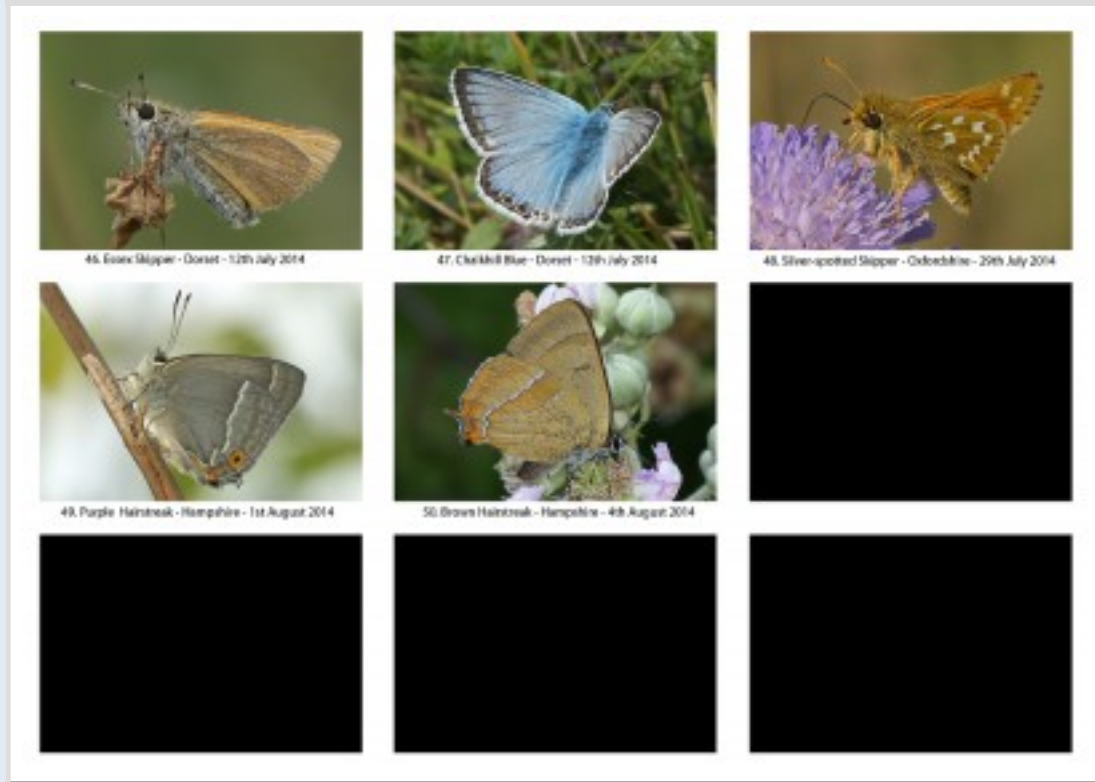 46. Essex Skipper - Dorset - 12th July 2014
47. Chalkhill Blue - Dorset - 12th July 2014
48. Silver-spotted Skipper - Oxfordshire - 29th July 2014
49. Purple Hairstreak - Hampshire - 1st August 2014
50. Brown Hairstreak - Hampshire - 4th August 2014